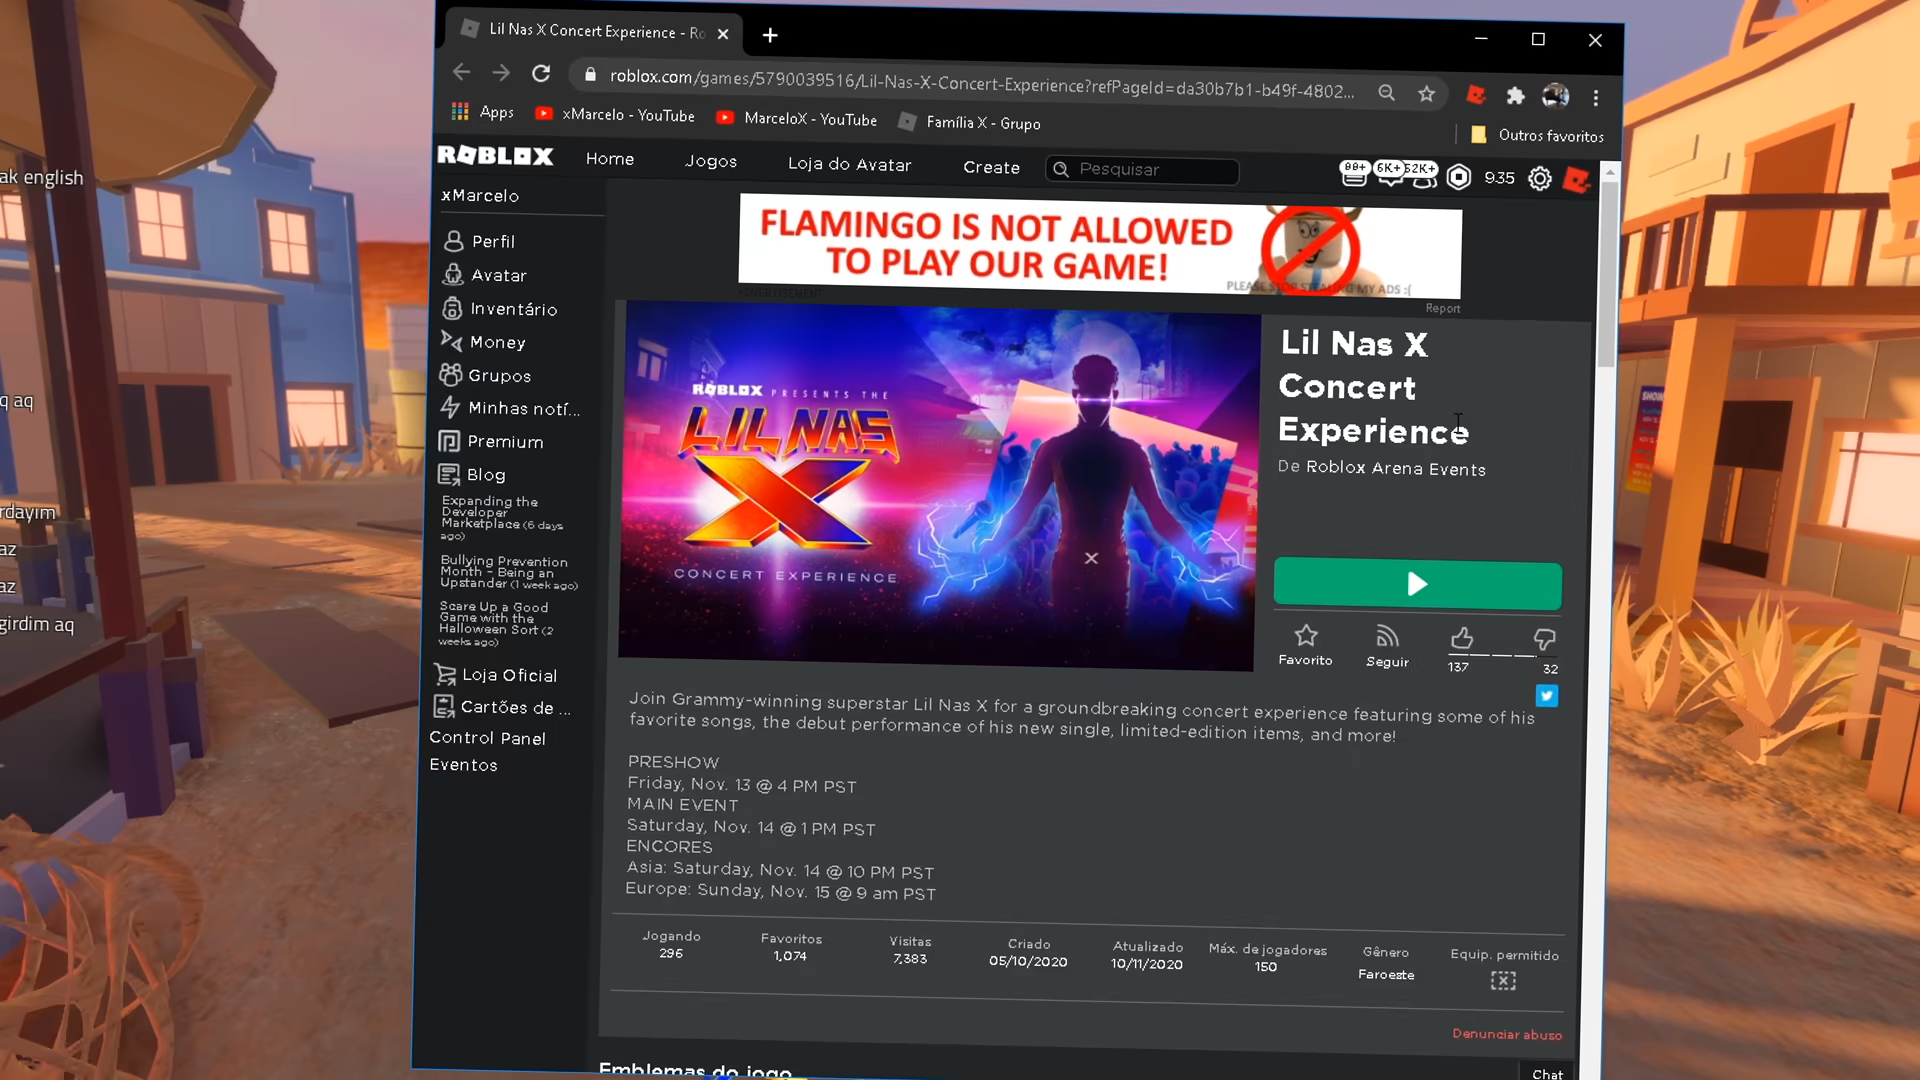 Lil Nas X Concert Experience - Ro
roblox.com/games/5790039516/Lil-Nas-X-Concert-Experience?refPageId=da30b7b1-b49f-4802...
Apps
xMarcelo - YouTube
MarceloX - YouTube
Família X - Grupo
Outros favoritos
ROBLOX
Home
Jogos
Loja do Avatar
Create
Pesquisar
99+
6K+
52K+
935
ak english
q aq
rdayım
az
az
girdim aq
xMarcelo
Perfil
Avatar
Inventário
Money
Grupos
Minhas notí...
Premium
Blog
Expanding the
Developer
Marketplace (6 days
ago)
Bullying Prevention
Month - Being an
Upstander (1 week ago)
Scare Up a Good
Game with the
Halloween Sort (2
weeks ago)
Loja Oficial
Cartões de ...
Control Panel
Eventos
FLAMINGO IS NOT ALLOWED
TO PLAY OUR GAME!
PLEASE STOP STEALING MY ADS :(
ADVERTISEMENT
Report
ROBLOX PRESENTS THE
LIL NAS
X
CONCERT EXPERIENCE
Lil Nas X
Concert
Experience
De Roblox Arena Events
Favorito
Seguir
137
32
Join Grammy-winning superstar Lil Nas X for a groundbreaking concert experience featuring some of his
favorite songs, the debut performance of his new single, limited-edition items, and more!
PRESHOW
Friday, Nov. 13 @ 4 PM PST
MAIN EVENT
Saturday, Nov. 14 @ 1 PM PST
ENCORES
Asia: Saturday, Nov. 14 @ 10 PM PST
Europe: Sunday, Nov. 15 @ 9 am PST
Jogando
296
Favoritos
1,074
Visitas
7,383
Criado
05/10/2020
Atualizado
10/11/2020
Máx. de jogadores
150
Gênero
Faroeste
Equip. permitido
Denunciar abuso
Emblemas do jogo
Chat
SHOW